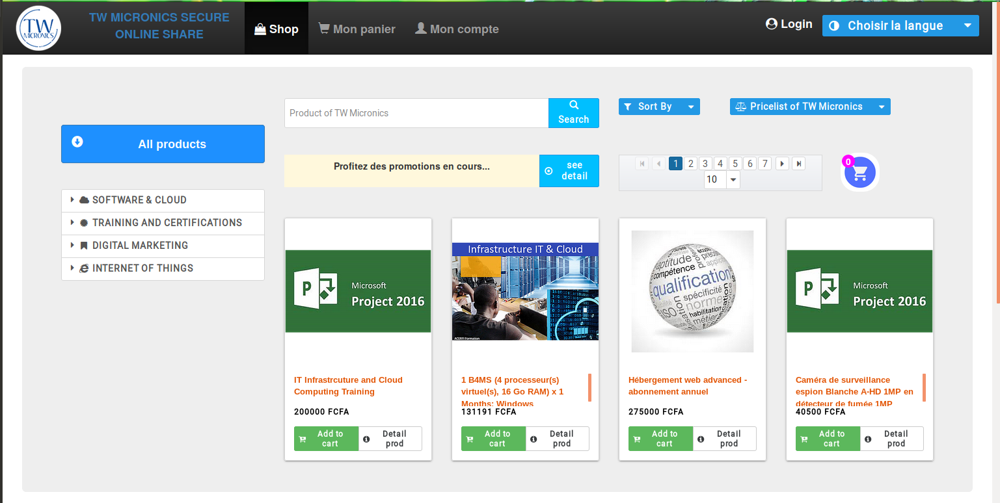 TW
MICRONICS
TW MICRONICS SECURE
ONLINE SHARE
Shop
Mon panier
Mon compte
Login
Choisir la langue
Product of TW Micronics
Search
Sort By
Pricelist of TW Micronics
All products
Profitez des promotions en cours...
see
detail
1 2 3 4 5 6 7
10
0
SOFTWARE & CLOUD
TRAINING AND CERTIFICATIONS
DIGITAL MARKETING
INTERNET OF THINGS
Microsoft
Project 2016
IT Infrastrcuture and Cloud
Computing Training
200000 FCFA
Add to
cart
Detail
prod
Infrastructure IT & Cloud
ACERFI Formation
1 B4MS (4 processeur(s)
virtuel(s), 16 Go RAM) x 1
Months; Windows
131191 FCFA
Add to
cart
Detail
prod
aptitude
compétence
qualification
spécificité
ISO
norme
habilitation
métier
Hébergement web advanced -
abonnement annuel
275000 FCFA
Add to
cart
Detail
prod
Microsoft
Project 2016
Caméra de surveillance
espion Blanche A-HD 1MP en
détecteur de fumée 1MP
40500 FCFA
Add to
cart
Detail
prod